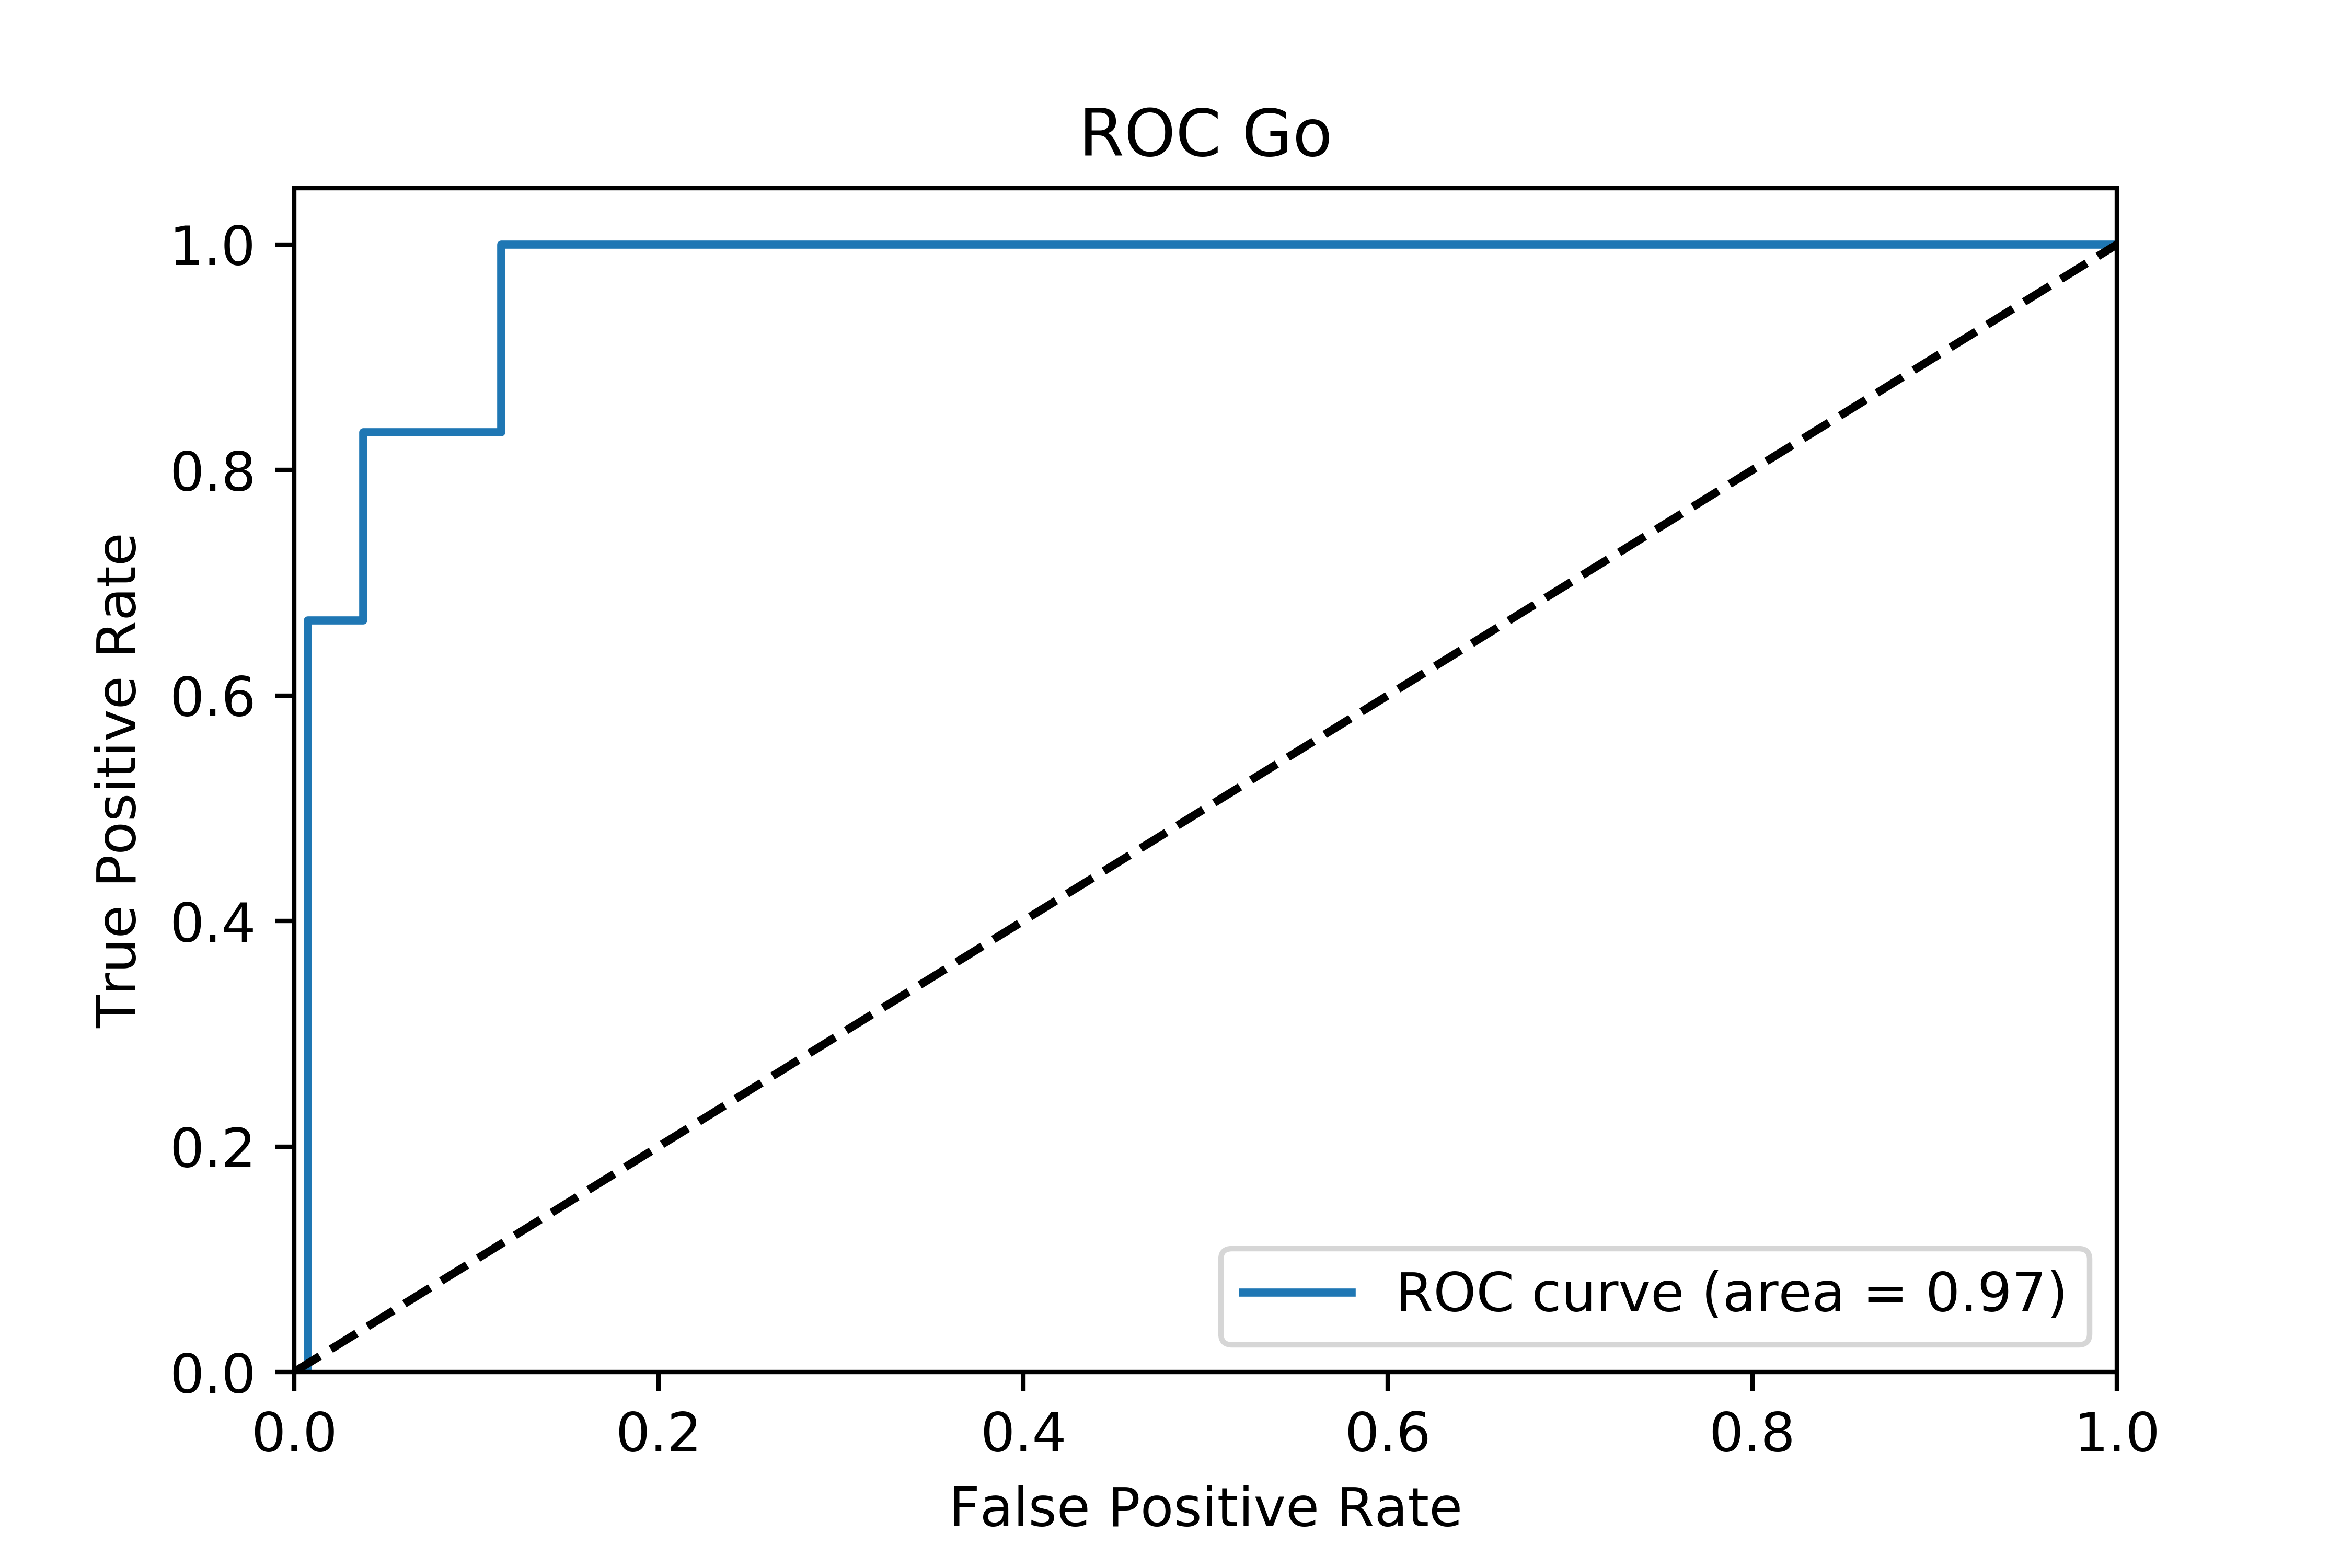 ROC Go
True Positive Rate
1.0
0.8
0.6
0.4
0.2
0.0
ROC curve (area = 0.97)
0.0 0.2 0.4 0.6 0.8 1.0
False Positive Rate